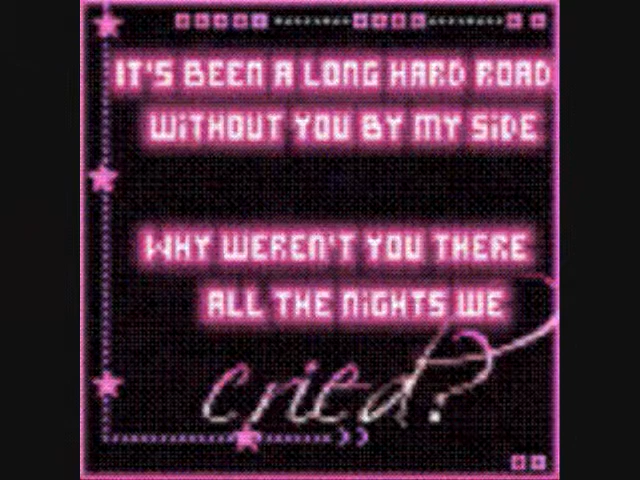 IT'S BEEN A LONG HARD ROAD
WiTHOUT YOU BY MY SiDE
WHY WEREN'T YOU THERE
ALL THE NiGHTS WE
cried?